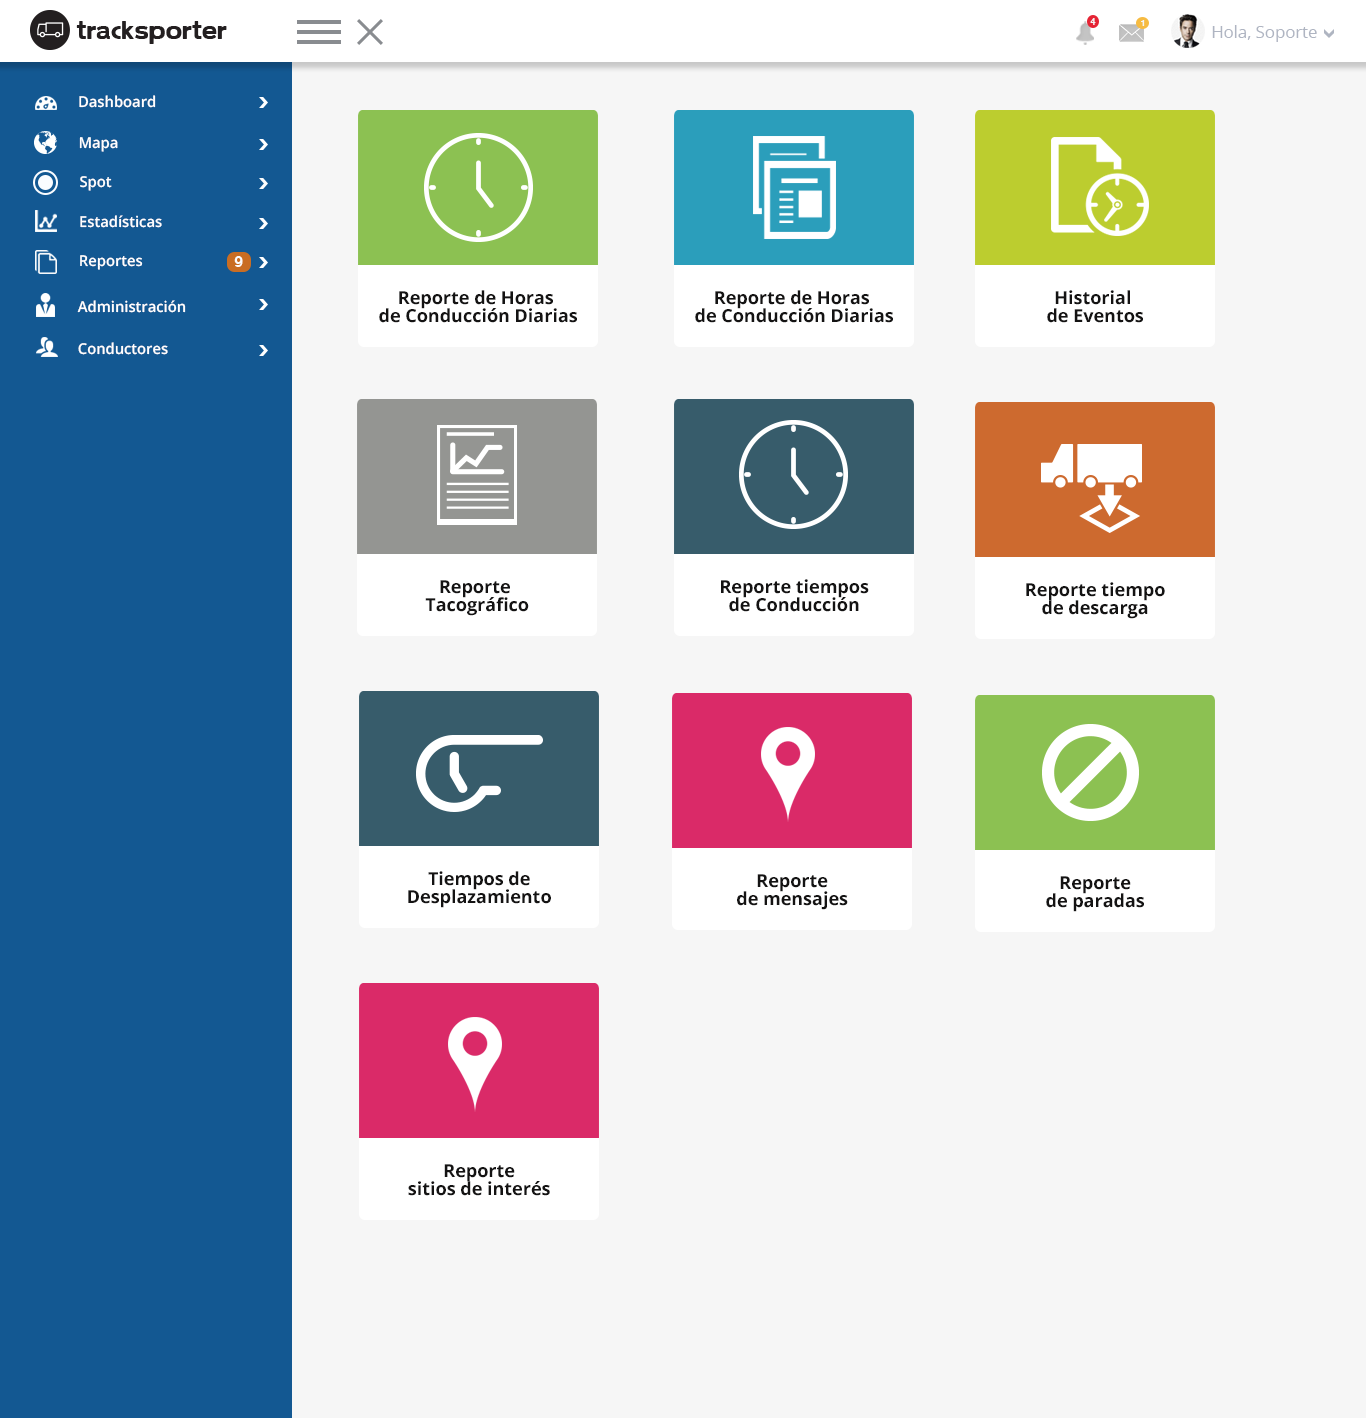 tracksporter
4
1
Hola, Soporte
Dashboard
Mapa
Spot
Estadísticas
Reportes
9
Administración
Conductores
Reporte de Horas
de Conducción Diarias
Reporte de Horas
de Conducción Diarias
Historial
de Eventos
Reporte
Tacográfico
Reporte tiempos
de Conducción
Reporte tiempo
de descarga
Tiempos de
Desplazamiento
Reporte
de mensajes
Reporte
de paradas
Reporte
sitios de interés